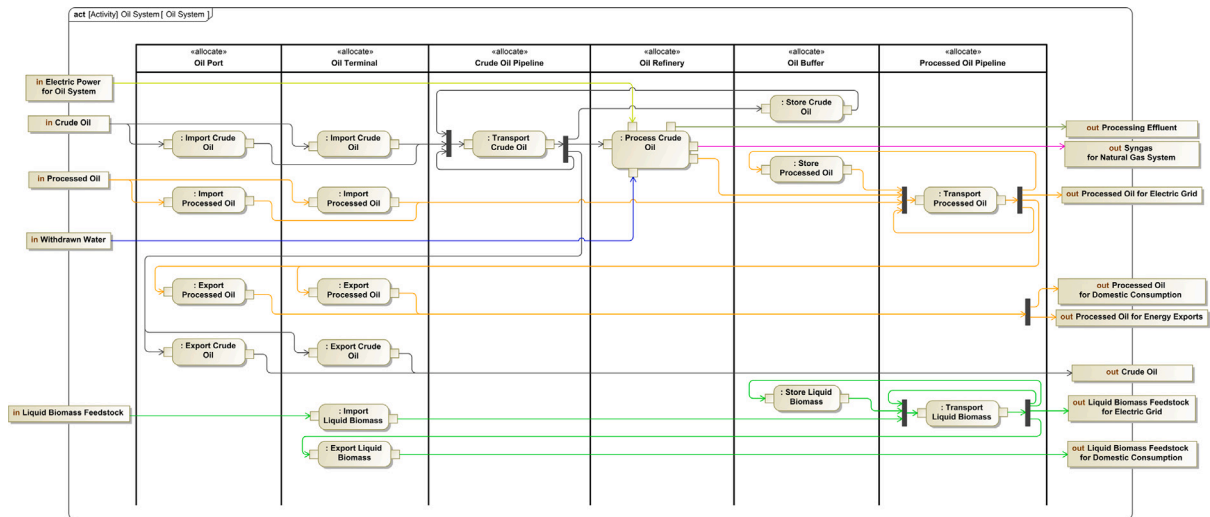 act [Activity] Oil System [ Oil System ]
«allocate»
Oil Port
«allocate»
Oil Terminal
«allocate»
Crude Oil Pipeline
«allocate»
Oil Refinery
«allocate»
Oil Buffer
«allocate»
Processed Oil Pipeline
in Electric Power
for Oil System
in Crude Oil
in Processed Oil
in Withdrawn Water
in Liquid Biomass Feedstock
: Import Crude
Oil
: Import Crude
Oil
: Transport
Crude Oil
: Process Crude
Oil
: Store Crude
Oil
: Import
Processed Oil
: Import
Processed Oil
: Store
Processed Oil
: Transport
Processed Oil
: Export
Processed Oil
: Export
Processed Oil
: Export Crude
Oil
: Export Crude
Oil
: Import
Liquid Biomass
: Store Liquid
Biomass
: Transport
Liquid Biomass
: Export Liquid
Biomass
out Processing Effluent
out Syngas
for Natural Gas System
out Processed Oil for Electric Grid
out Processed Oil
for Domestic Consumption
out Processed Oil for Energy Exports
out Crude Oil
out Liquid Biomass Feedstock
for Electric Grid
out Liquid Biomass Feedstock
for Domestic Consumption